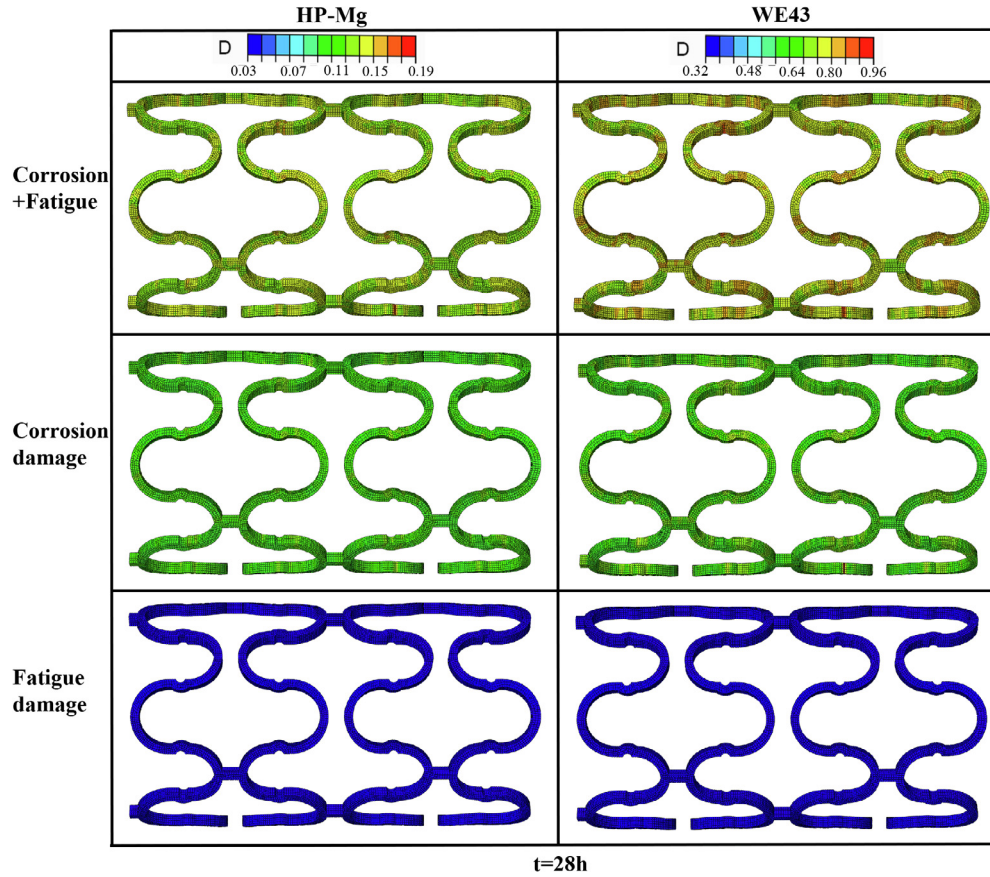 HP-Mg
WE43
D
0.03 0.07 0.11 0.15 0.19
D
0.32 0.48 0.64 0.80 0.96
Corrosion
+Fatigue
Corrosion
damage
Fatigue
damage
t=28h